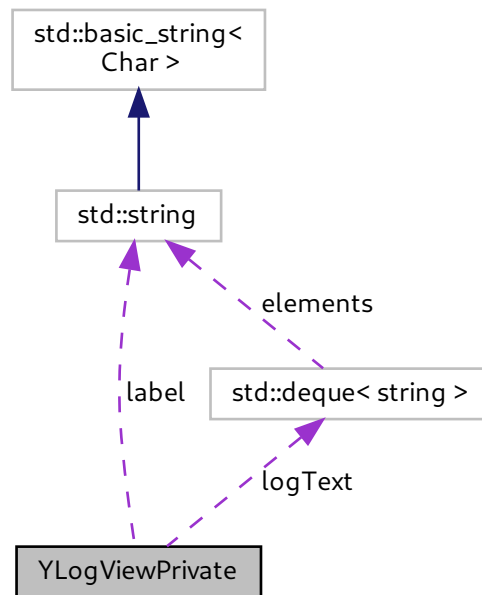 std::basic_string<
Char >
std::string
elements
std::deque< string >
label
logText
YLogViewPrivate